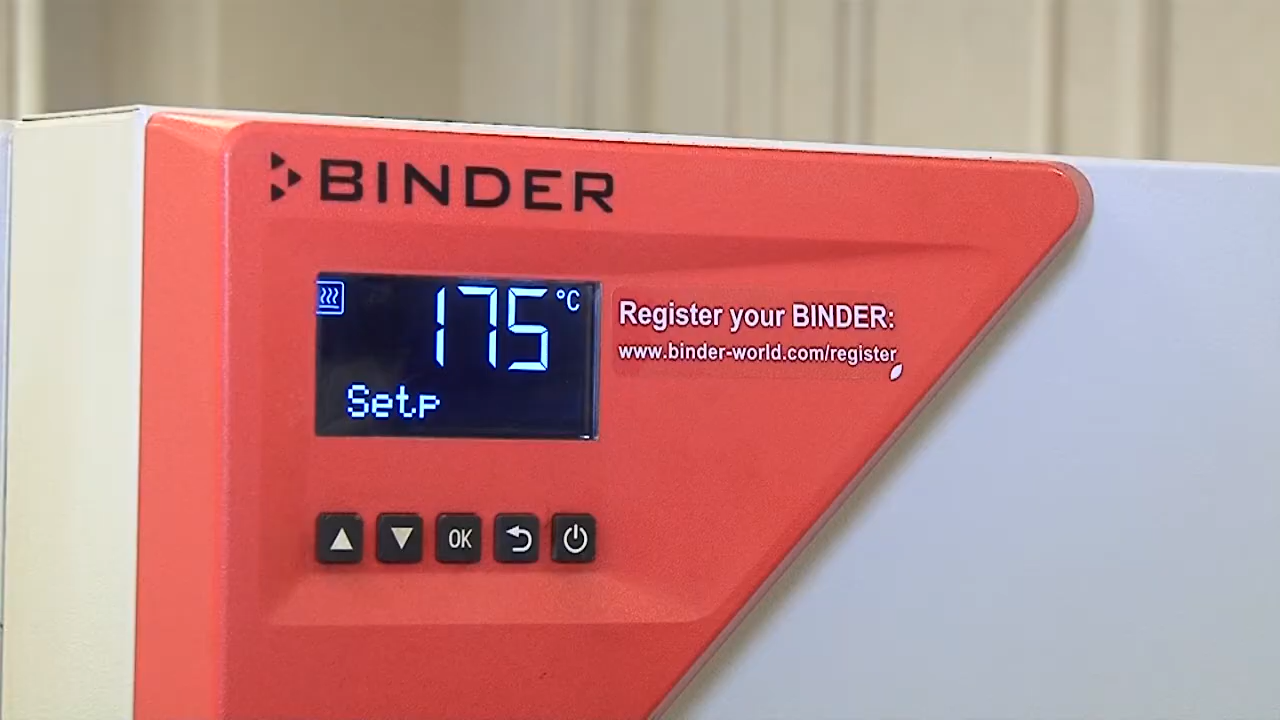 BINDER
175 °C
Setp
Register your BINDER:
www.binder-world.com/register
OK